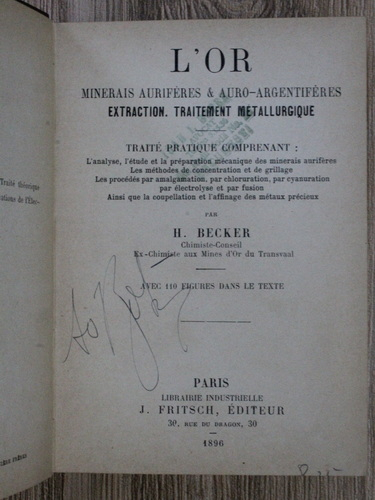 L'OR
MINERAIS AURIFÈRES & AURO-ARGENTIFÈRES
EXTRACTION. TRAITEMENT MÉTALLURGIQUE
TRAITÉ PRATIQUE COMPRENANT :
L'analyse, l'étude et la préparation mécanique des minerais aurifères
Les méthodes de concentration et de grillage
Les procédés par amalgamation, par chloruration, par cyanuration
par électrolyse et par fusion
Ainsi que la coupellation et l'affinage des métaux précieux
PAR
H. BECKER
Chimiste-Conseil
Ex-Chimiste aux Mines d'Or du Transvaal
AVEC 110 FIGURES DANS LE TEXTE
PARIS
LIBRAIRIE INDUSTRIELLE
J. FRITSCH, ÉDITEUR
30, RUE DU DRAGON, 30
1896
Traité théorique